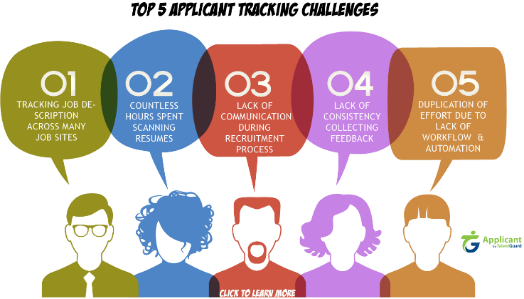 TOP 5 APPLICANT TRACKING CHALLENGES
01
TRACKING JOB DE-
SCRIPTION
ACROSS MANY
JOB SITES
02
COUNTLESS
HOURS SPENT
SCANNING
RESUMES
03
LACK OF
COMMUNICATION
DURING
RECRUITMENT
PROCESS
04
LACK OF
CONSISTENCY
COLLECTING
FEEDBACK
05
DUPLICATION OF
EFFORT DUE TO
LACK OF
WORKFLOW &
AUTOMATION
Applicant
by TalentGuard
CLICK TO LEARN MORE